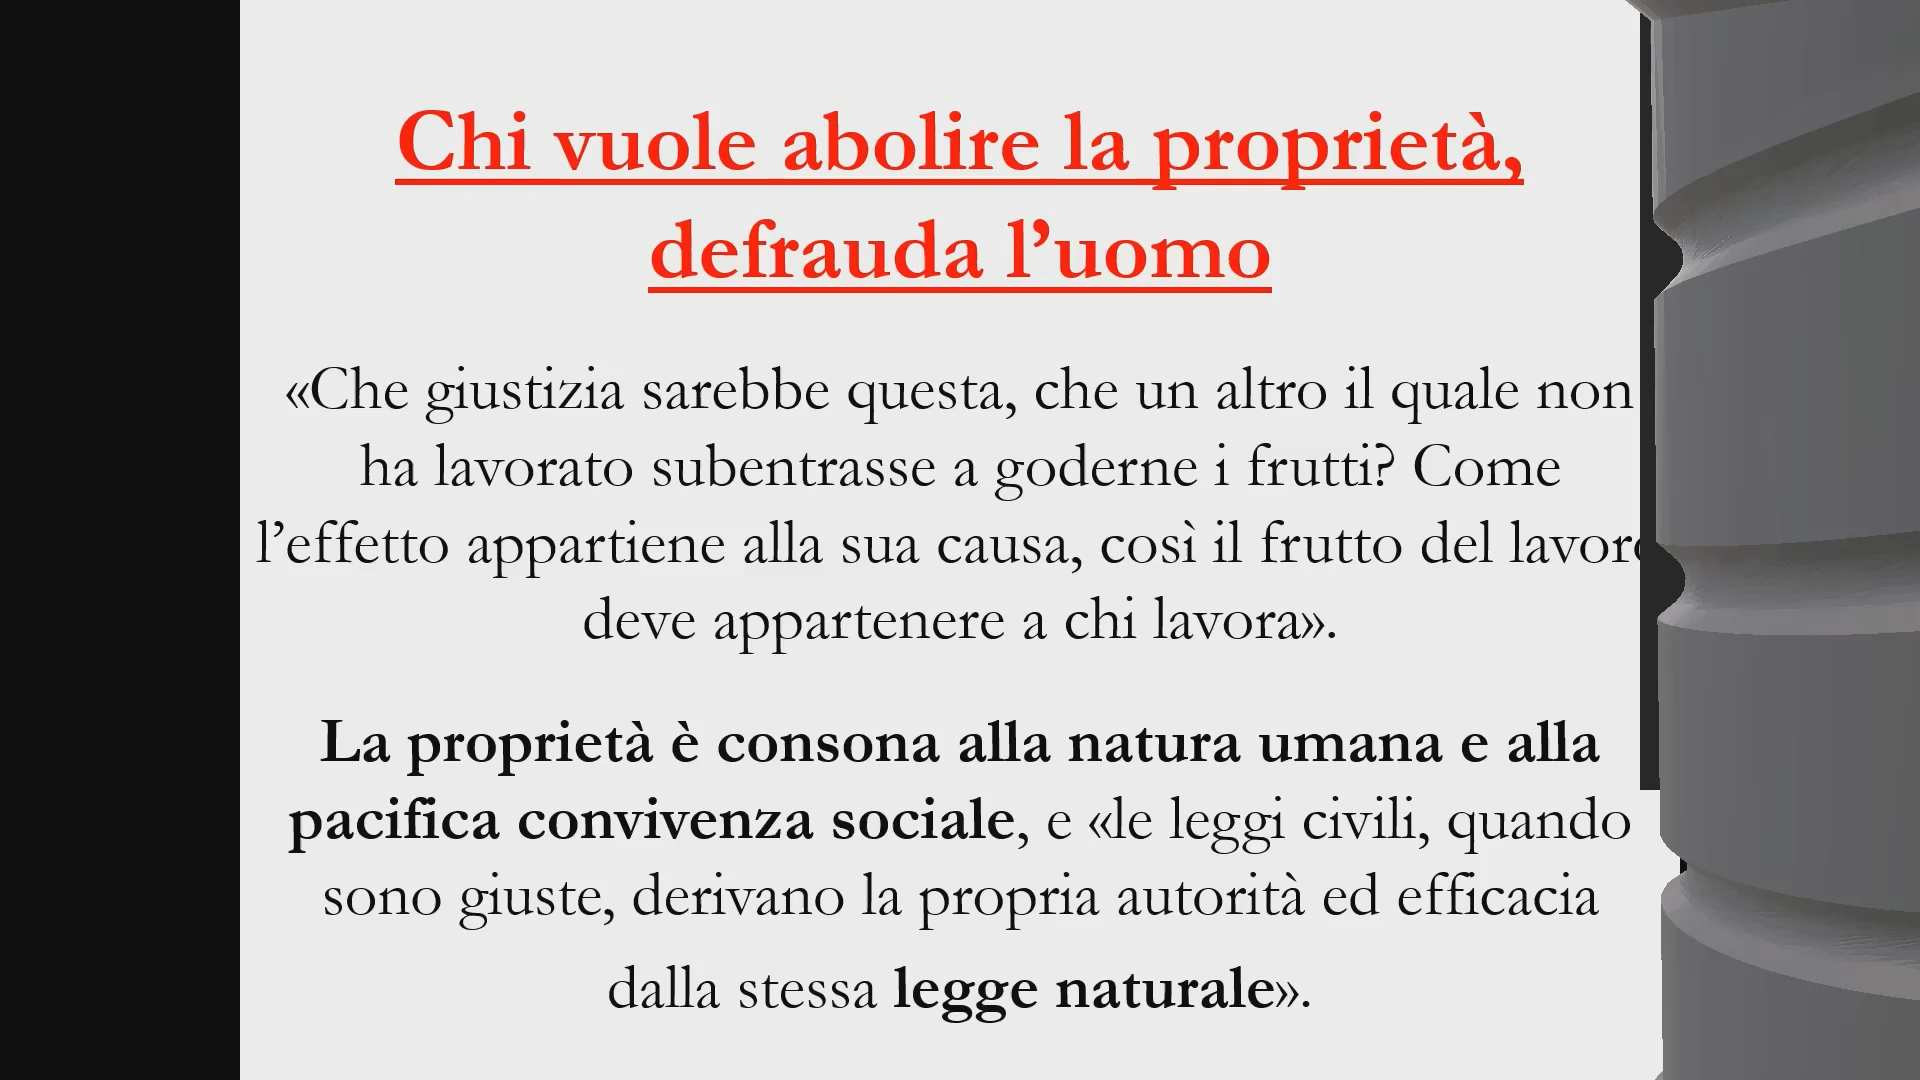 Chi vuole abolire la proprietà,
defrauda l’uomo
«Che giustizia sarebbe questa, che un altro il quale non
ha lavorato subentrasse a goderne i frutti? Come
l’effetto appartiene alla sua causa, così il frutto del lavoro
deve appartenere a chi lavora».
La proprietà è consona alla natura umana e alla
pacifica convivenza sociale, e «le leggi civili, quando
sono giuste, derivano la propria autorità ed efficacia
dalla stessa legge naturale».